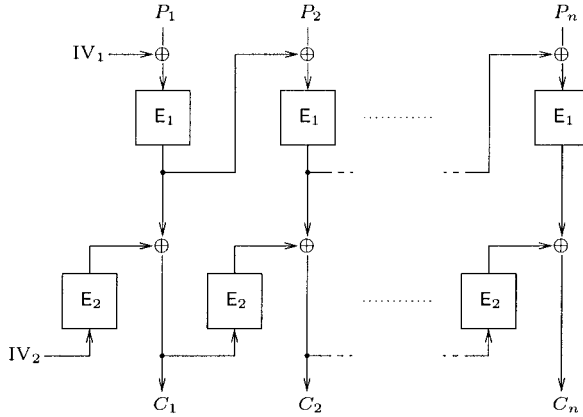 P₁ P₂ Pₙ
IV₁
E₁ E₁ E₁
E₂ E₂ E₂
IV₂
C₁ C₂ Cₙ